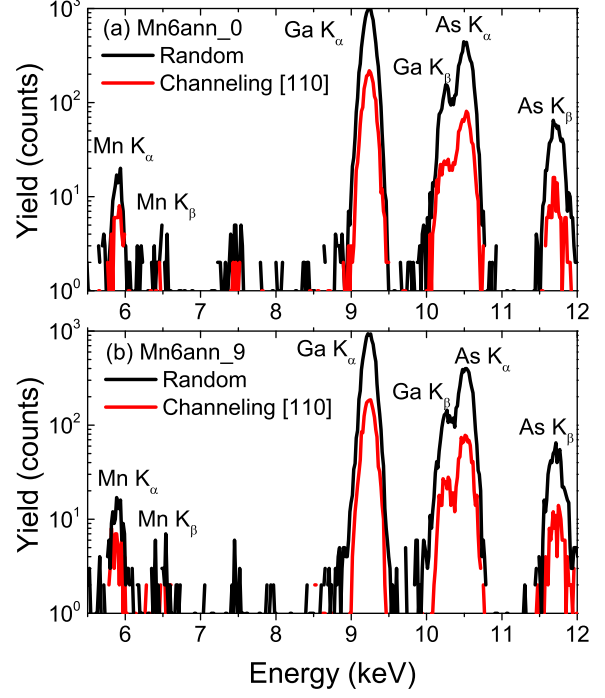 (a) Mn6ann_0
Random
Channeling [110]
Ga Kα
As Kα
Ga Kβ
As Kβ
Mn Kα
Mn Kβ
Yield (counts)
10³
10²
10¹
10⁰
6 7 8 9 10 11 12
(b) Mn6ann_9
Random
Channeling [110]
Ga Kα
As Kα
Ga Kβ
As Kβ
Mn Kα
Mn Kβ
Yield (counts)
10³
10²
10¹
10⁰
6 7 8 9 10 11 12
Energy (keV)